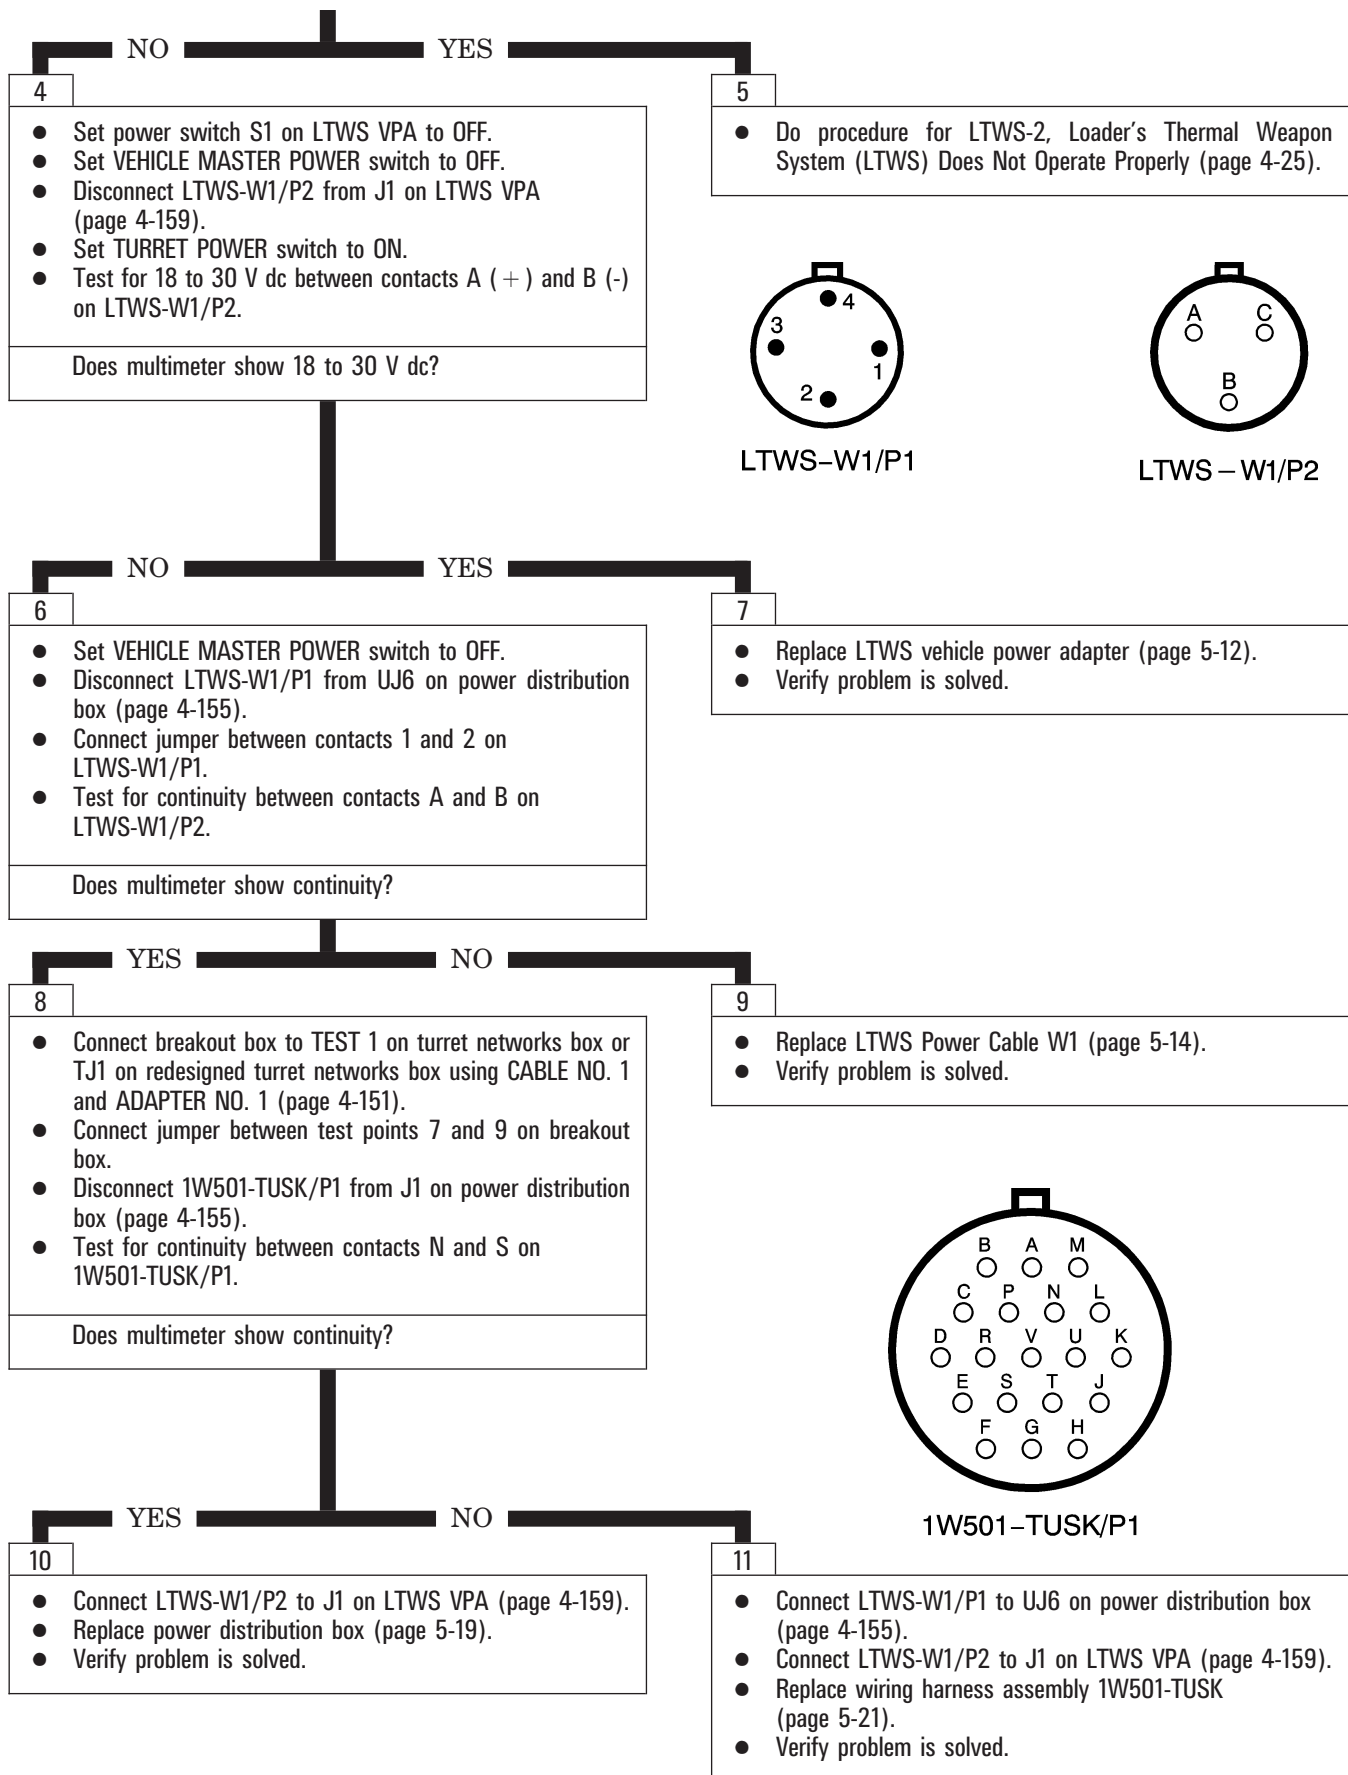 NO YES
4
● Set power switch S1 on LTWS VPA to OFF.
● Set VEHICLE MASTER POWER switch to OFF.
● Disconnect LTWS-W1/P2 from J1 on LTWS VPA
(page 4-159).
● Set TURRET POWER switch to ON.
● Test for 18 to 30 V dc between contacts A (+) and B (-)
on LTWS-W1/P2.
Does multimeter show 18 to 30 V dc?
5
● Do procedure for LTWS-2, Loader's Thermal Weapon
System (LTWS) Does Not Operate Properly (page 4-25).
4
3
1
2
LTWS-W1/P1
A C
B
LTWS – W1/P2
NO YES
6
● Set VEHICLE MASTER POWER switch to OFF.
● Disconnect LTWS-W1/P1 from UJ6 on power distribution
box (page 4-155).
● Connect jumper between contacts 1 and 2 on
LTWS-W1/P1.
● Test for continuity between contacts A and B on
LTWS-W1/P2.
Does multimeter show continuity?
7
● Replace LTWS vehicle power adapter (page 5-12).
● Verify problem is solved.
YES NO
8
● Connect breakout box to TEST 1 on turret networks box or
TJ1 on redesigned turret networks box using CABLE NO. 1
and ADAPTER NO. 1 (page 4-151).
● Connect jumper between test points 7 and 9 on breakout
box.
● Disconnect 1W501-TUSK/P1 from J1 on power distribution
box (page 4-155).
● Test for continuity between contacts N and S on
1W501-TUSK/P1.
Does multimeter show continuity?
9
● Replace LTWS Power Cable W1 (page 5-14).
● Verify problem is solved.
B A M
C P N L
D R V U K
E S T J
F G H
1W501-TUSK/P1
YES NO
10
● Connect LTWS-W1/P2 to J1 on LTWS VPA (page 4-159).
● Replace power distribution box (page 5-19).
● Verify problem is solved.
11
● Connect LTWS-W1/P1 to UJ6 on power distribution box
(page 4-155).
● Connect LTWS-W1/P2 to J1 on LTWS VPA (page 4-159).
● Replace wiring harness assembly 1W501-TUSK
(page 5-21).
● Verify problem is solved.